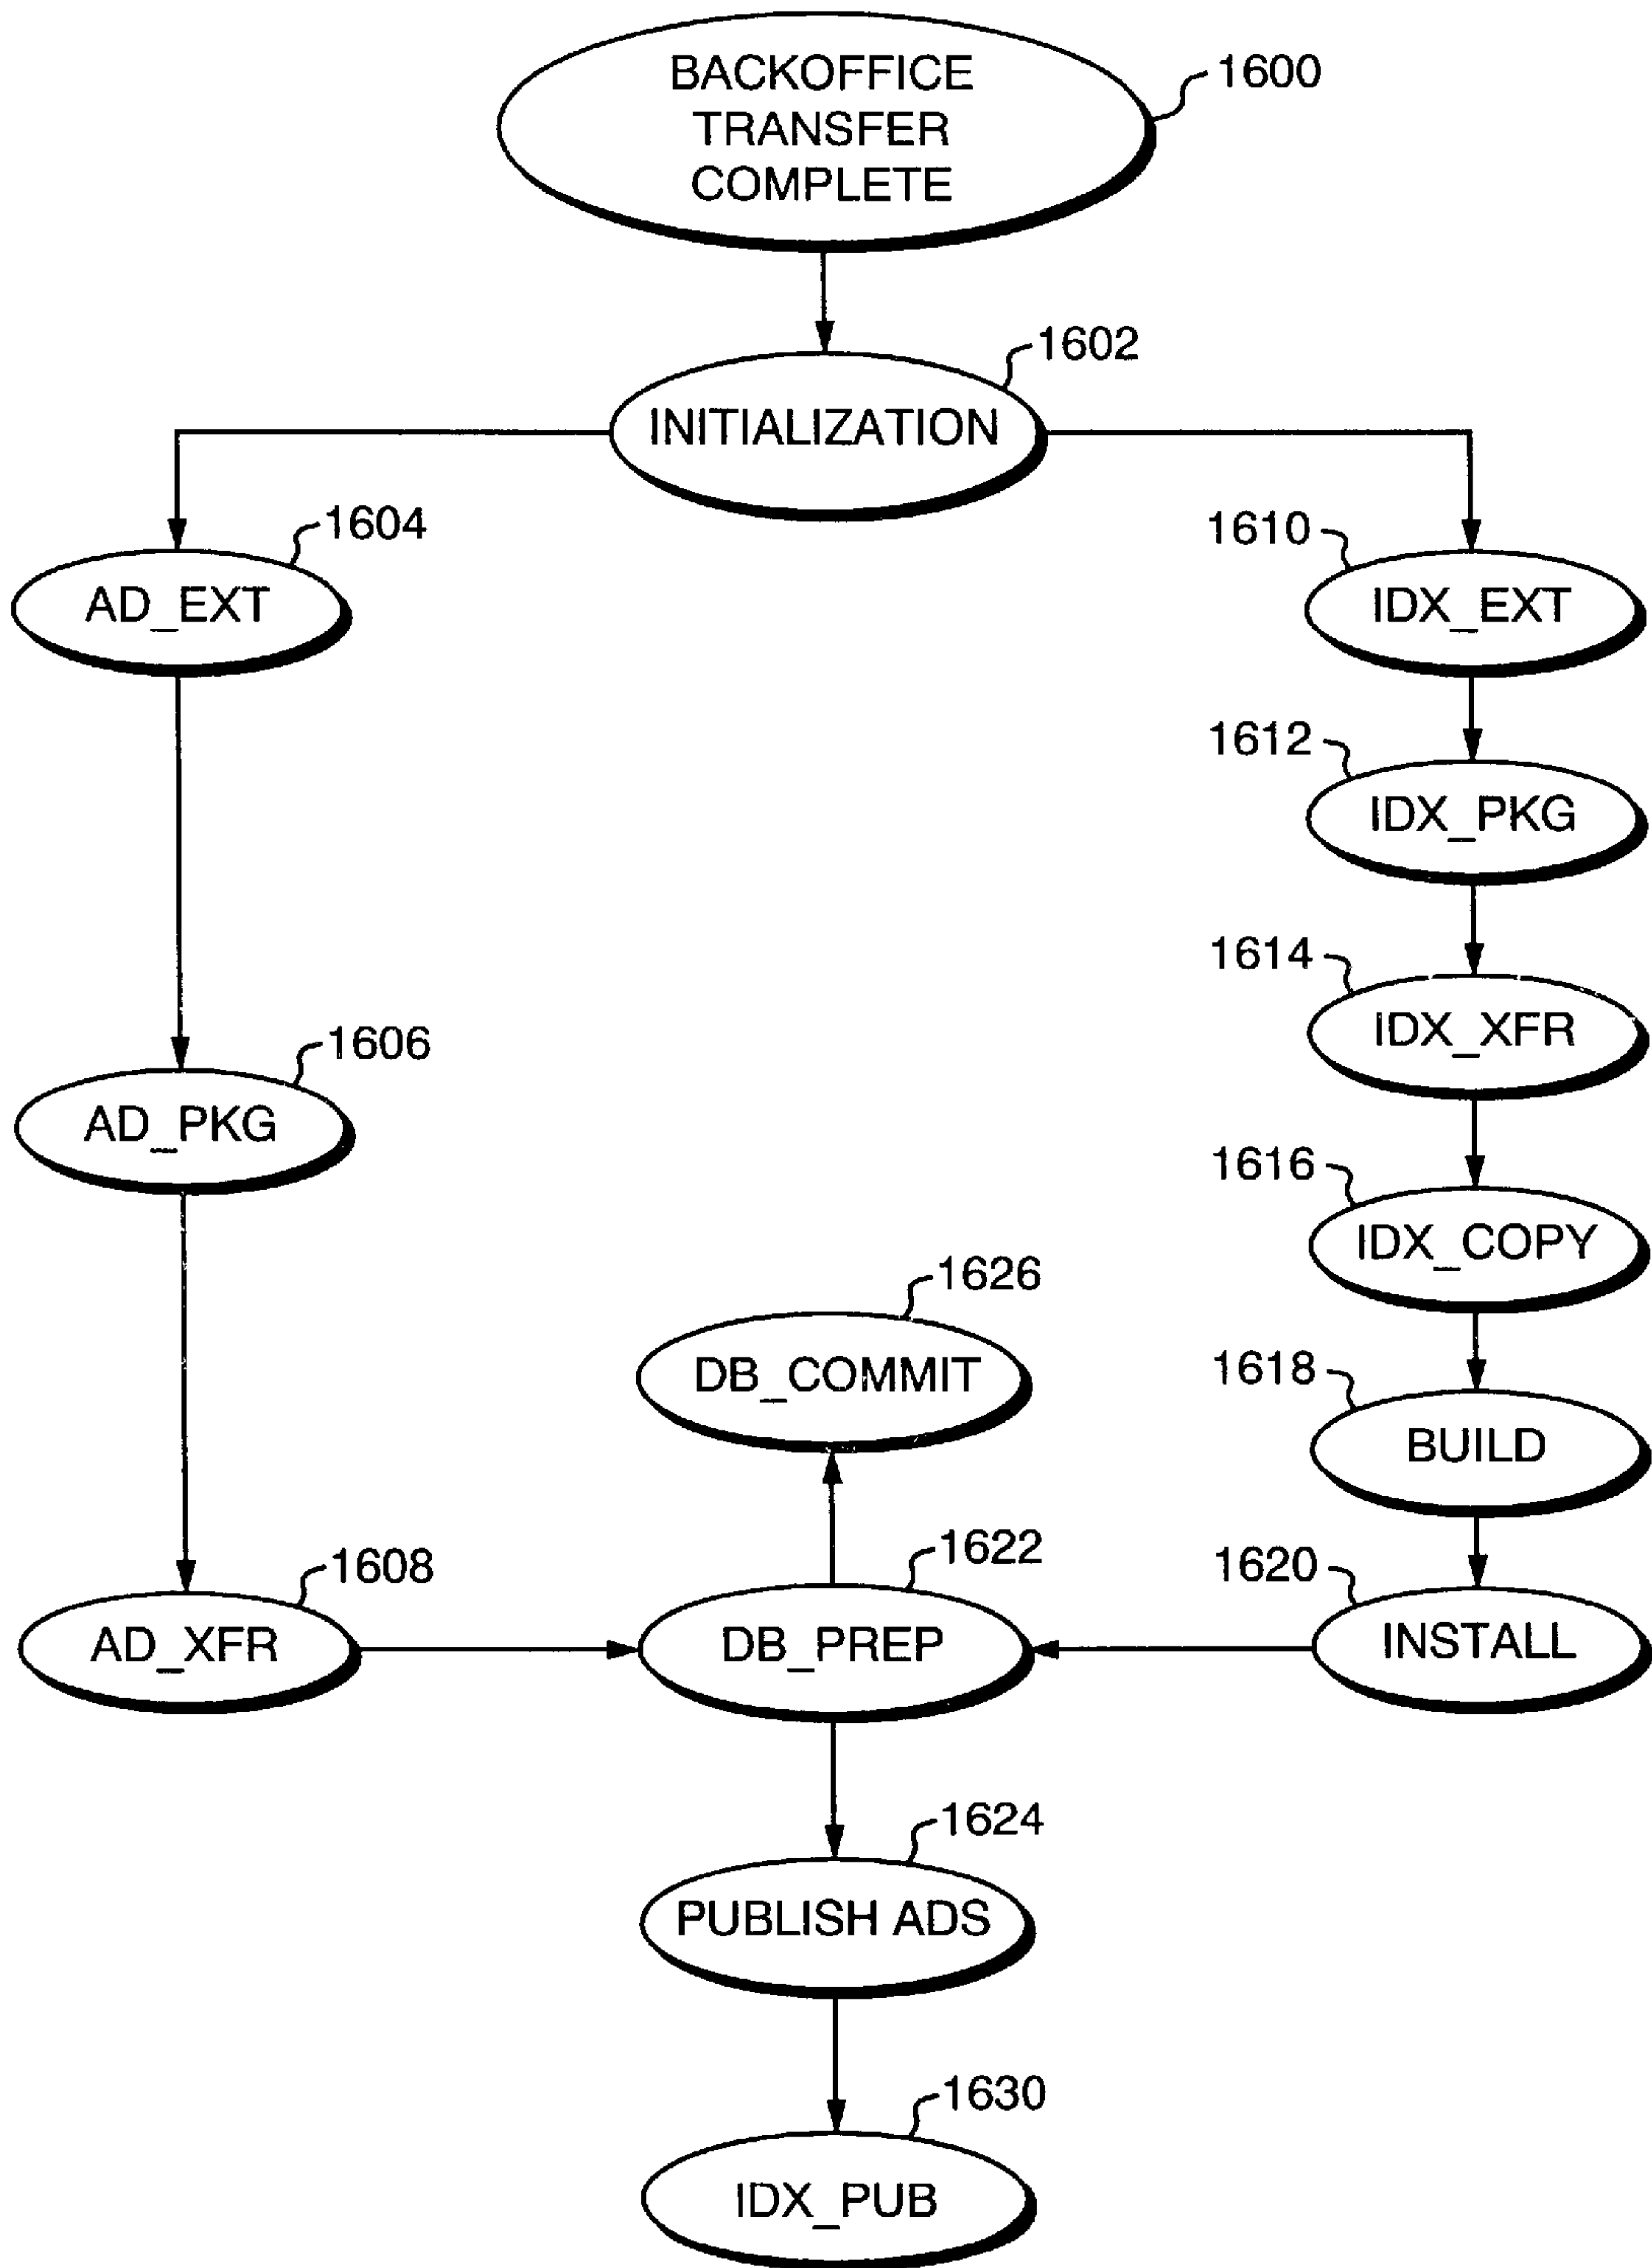 BACKOFFICE
TRANSFER
COMPLETE
1600
1602
INITIALIZATION
1604
AD_EXT
1610
IDX_EXT
1612
IDX_PKG
1614
IDX_XFR
1606
AD_PKG
1616
IDX_COPY
1626
DB_COMMIT
1618
BUILD
1608
AD_XFR
1622
DB_PREP
1620
INSTALL
1624
PUBLISH ADS
1630
IDX_PUB